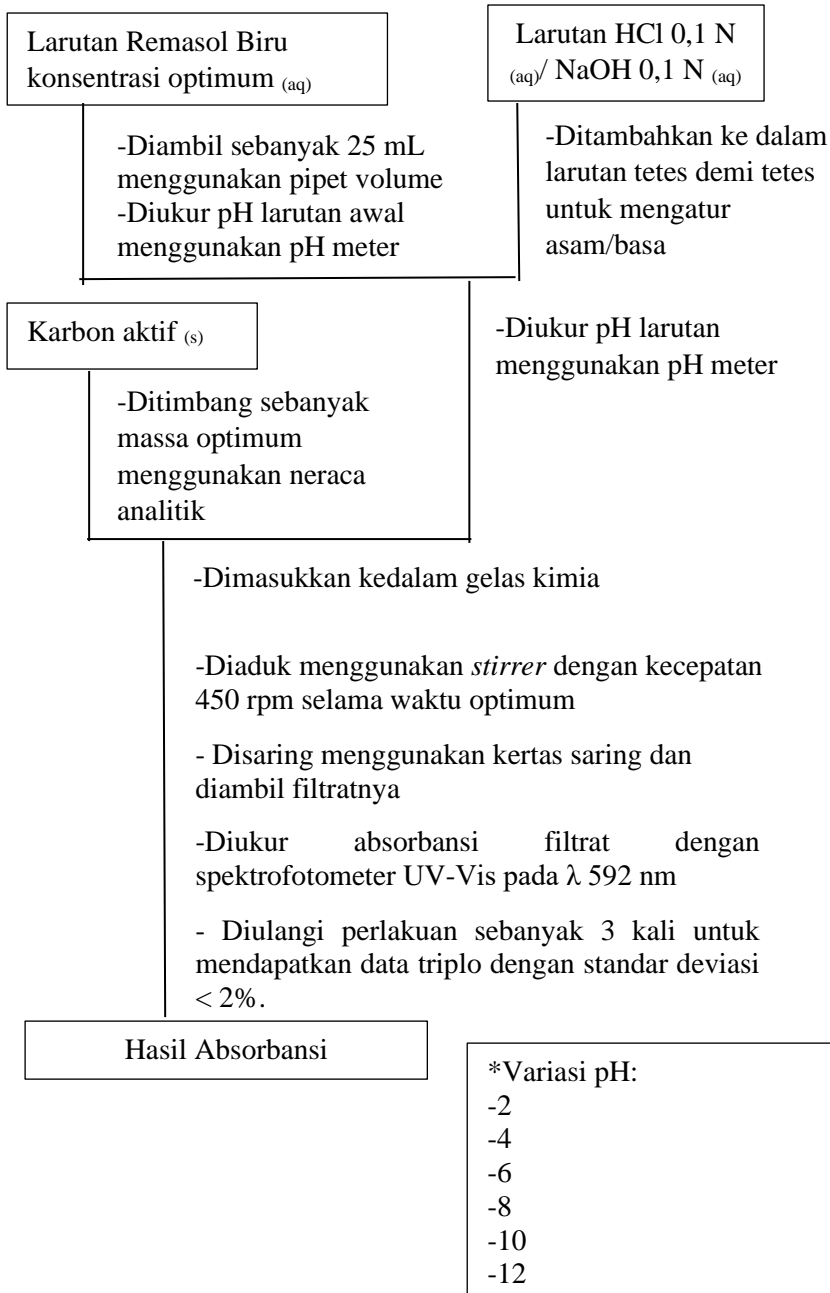 Larutan Remasol Biru
konsentrasi optimum (aq)
Larutan HCl 0,1 N
(aq)/ NaOH 0,1 N (aq)
-Diambil sebanyak 25 mL
menggunakan pipet volume
-Diukur pH larutan awal
menggunakan pH meter
-Ditambahkan ke dalam
larutan tetes demi tetes
untuk mengatur
asam/basa
Karbon aktif (s)
-Diukur pH larutan
menggunakan pH meter
-Ditimbang sebanyak
massa optimum
menggunakan neraca
analitik
-Dimasukkan kedalam gelas kimia
-Diaduk menggunakan stirrer dengan kecepatan
450 rpm selama waktu optimum
- Disaring menggunakan kertas saring dan
diambil filtratnya
-Diukur absorbansi filtrat dengan
spektrofotometer UV-Vis pada λ 592 nm
- Diulangi perlakuan sebanyak 3 kali untuk
mendapatkan data triplo dengan standar deviasi
< 2%.
Hasil Absorbansi
*Variasi pH:
-2
-4
-6
-8
-10
-12